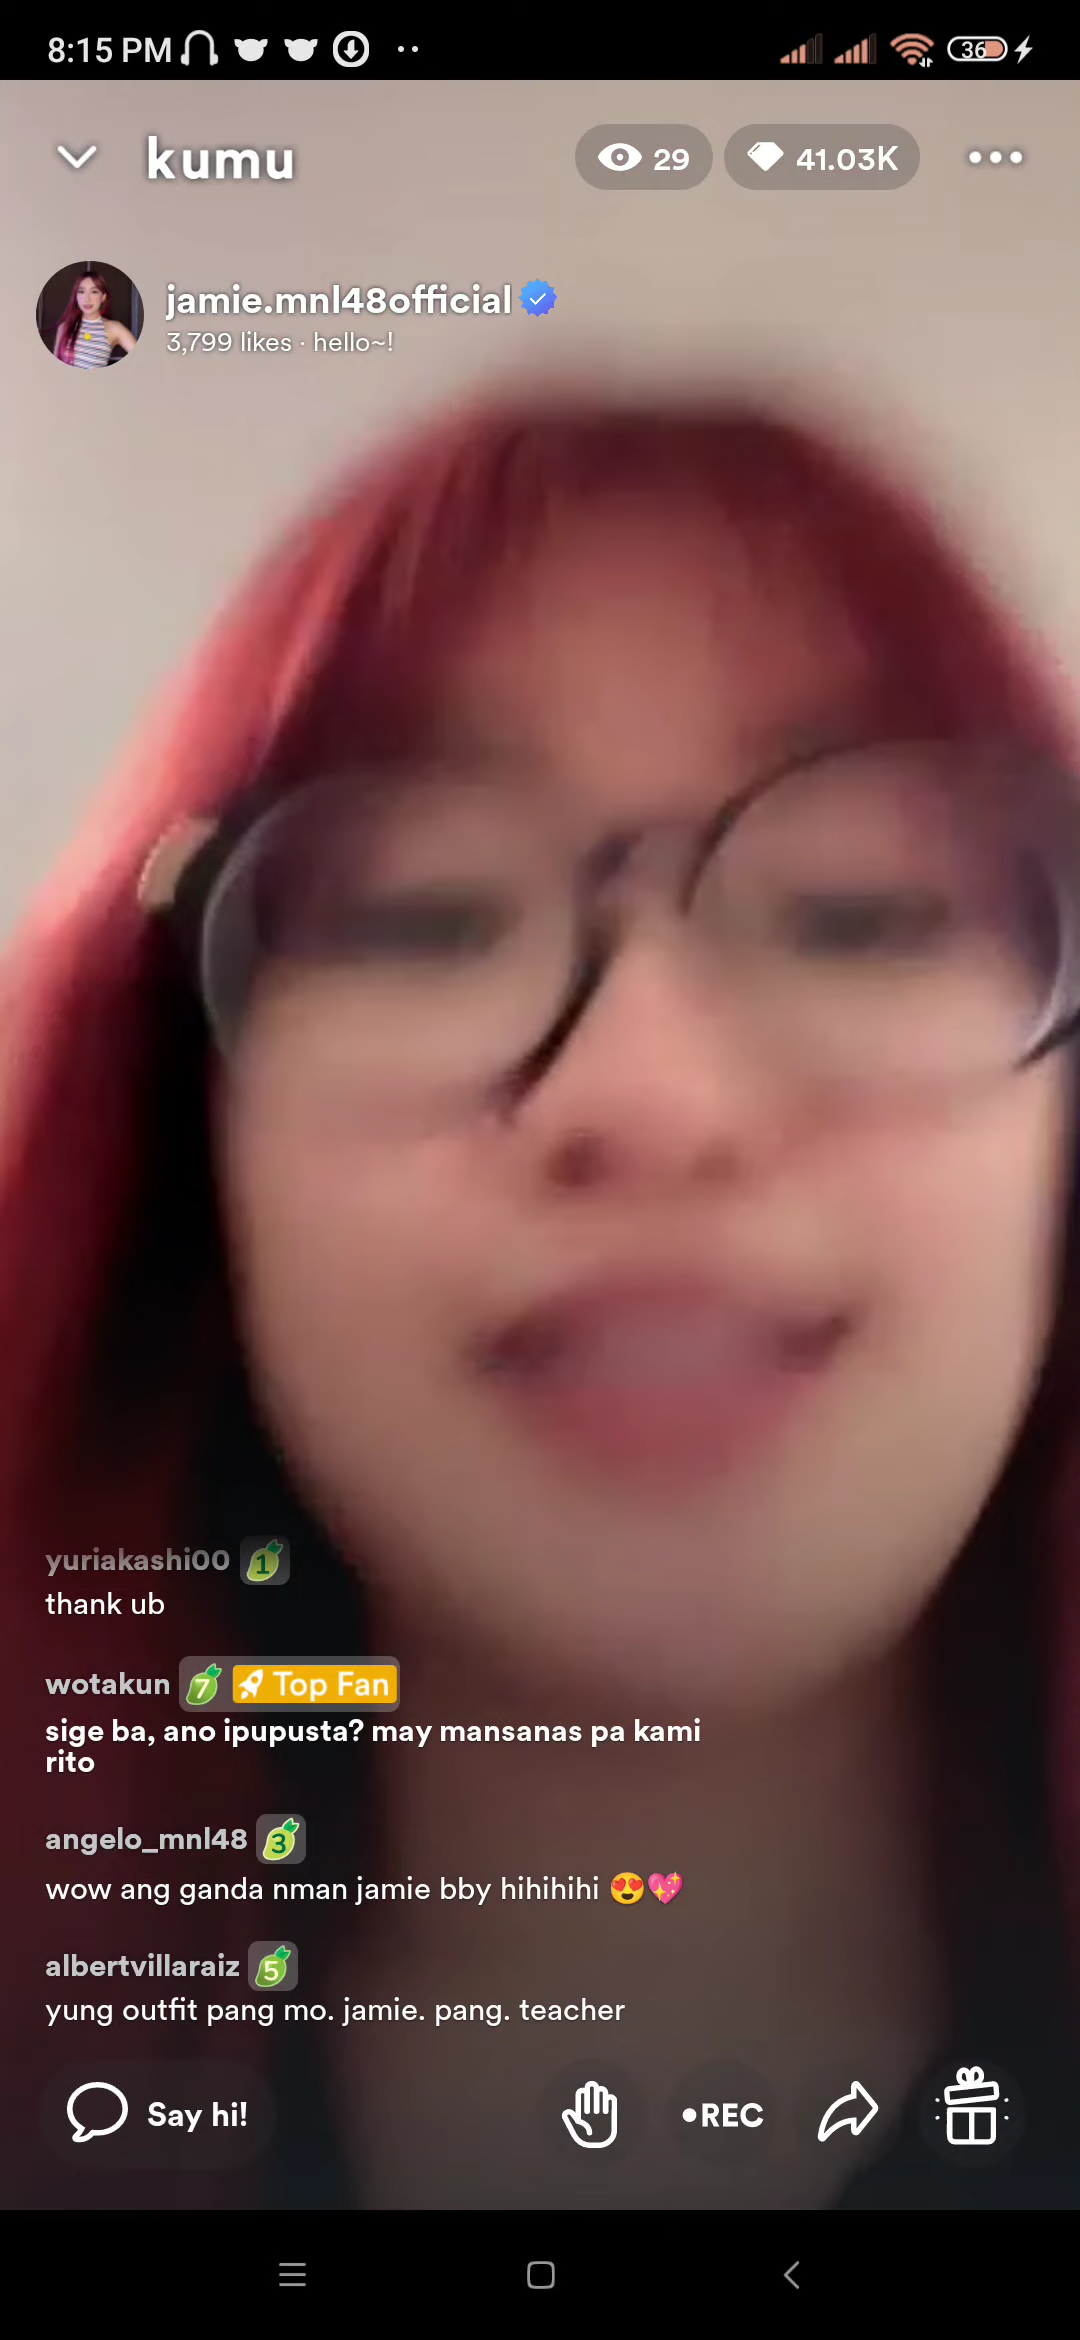 8:15 PM
36
kumu
29
41.03K
jamie.mnl48official
3,799 likes · hello~!
yuriakashi00 1
thank ub
wotakun 7 Top Fan
sige ba, ano ipupusta? may mansanas pa kami
rito
angelo_mnl48 3
wow ang ganda nman jamie bby hihihihi 😍💖
albertvillaraiz 5
yung outfit pang mo. jamie. pang. teacher
Say hi!
•REC